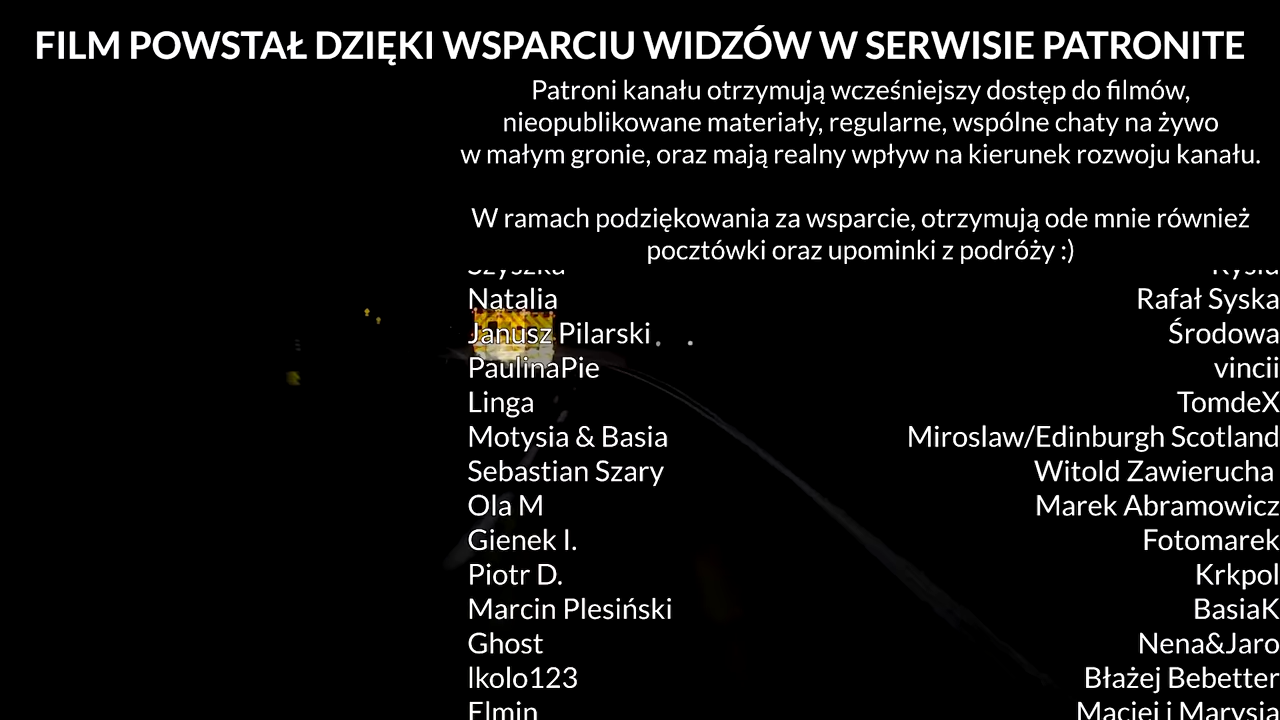 FILM POWSTAŁ DZIĘKI WSPARCIU WIDZÓW W SERWISIE PATRONITE
Patroni kanału otrzymują wcześniejszy dostęp do filmów,
nieopublikowane materiały, regularne, wspólne chaty na żywo
w małym gronie, oraz mają realny wpływ na kierunek rozwoju kanału.
W ramach podziękowania za wsparcie, otrzymują ode mnie również
pocztówki oraz upominki z podróży :)
Natalia Rafał Syska
Janusz Pilarski Środowa
PaulinaPie vincii
Linga TomdeX
Motysia & Basia Miroslaw/Edinburgh Scotland
Sebastian Szary Witold Zawierucha
Ola M Marek Abramowicz
Gienek I. Fotomarek
Piotr D. Krkpol
Marcin Plesiński BasiaK
Ghost Nena&Jaro
lkolo123 Błażej Bebetter
Elmin Maciej i Marysia